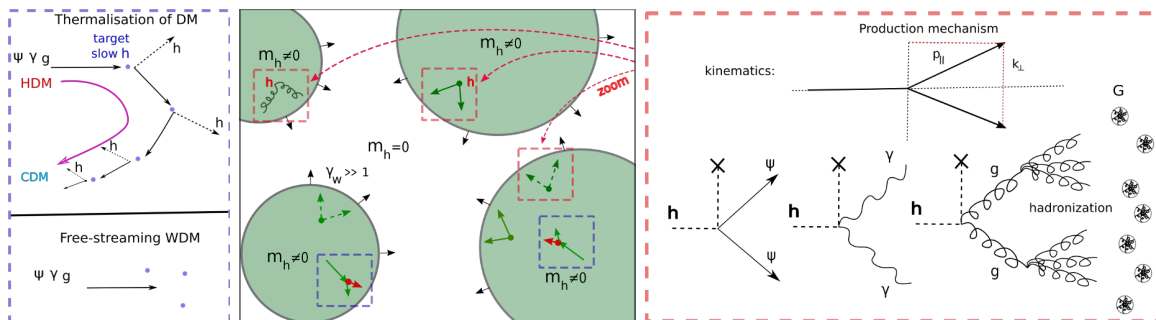 Thermalisation of DM
ψ γ g
target
slow h
h
HDM
h
h
CDM
h
Free-streaming WDM
ψ γ g
m_h≠0
h
m_h≠0
h
zoom
m_h=0
γ_w >> 1
m_h≠0
m_h≠0
Production mechanism
kinematics:
p_||
k_⊥
G
h
ψ
ψ
h
γ
γ
h
g
g
hadronization